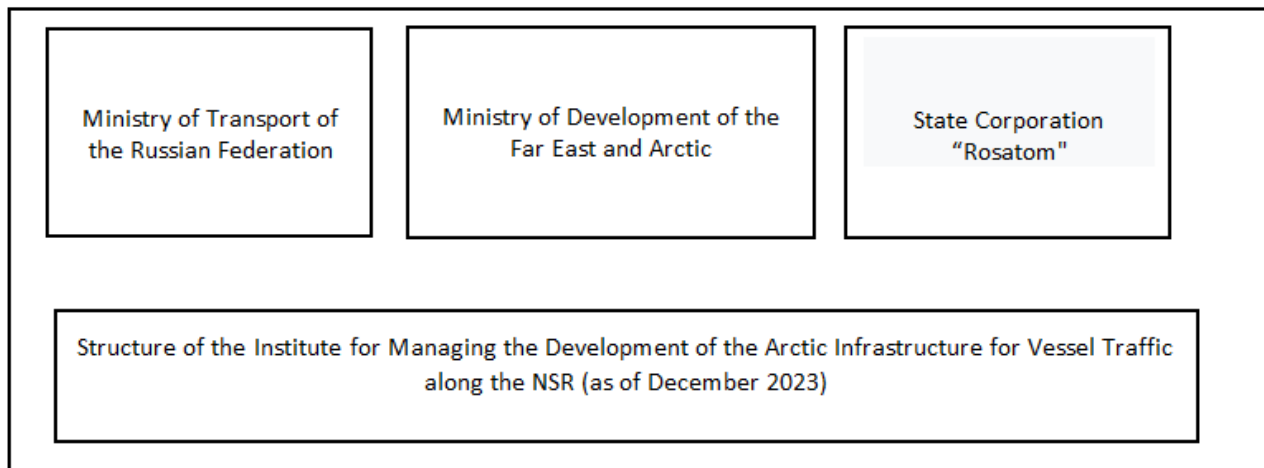 Ministry of Transport of
the Russian Federation
Ministry of Development of the
Far East and Arctic
State Corporation
“Rosatom"
Structure of the Institute for Managing the Development of the Arctic Infrastructure for Vessel Traffic
along the NSR (as of December 2023)